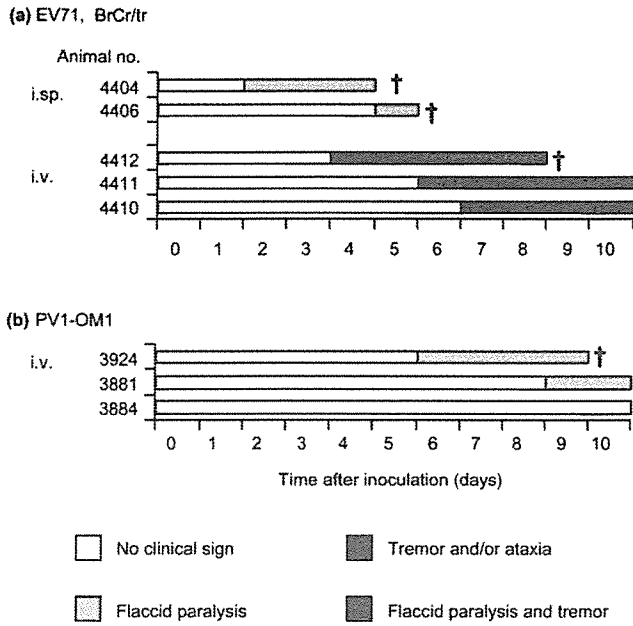 (a) EV71, BrCr/tr
Animal no.
i.sp.
4404
†
4406
†
i.v.
4412
†
4411
4410
0 1 2 3 4 5 6 7 8 9 10
(b) PV1-OM1
i.v.
3924
†
3881
3884
0 1 2 3 4 5 6 7 8 9 10
Time after inoculation (days)
No clinical sign
Tremor and/or ataxia
Flaccid paralysis
Flaccid paralysis and tremor